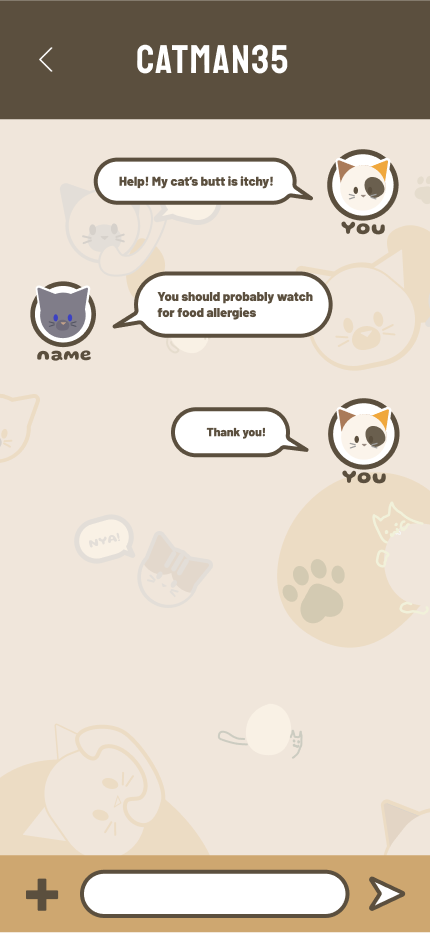 CATMAN35
Help! My cat's butt is itchy!
YOU
You should probably watch
for food allergies
name
Thank you!
YOU
NYA!